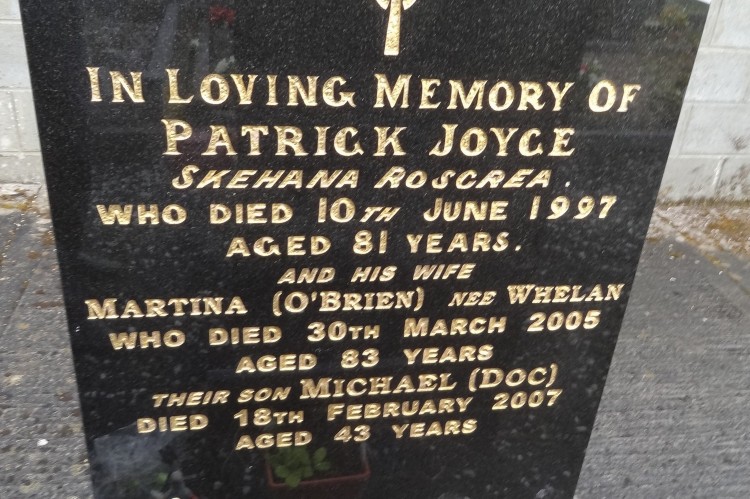 IN LOVING MEMORY OF
PATRICK JOYCE
SKEHANA ROSCREA
WHO DIED 10TH JUNE 1997
AGED 81 YEARS.
AND HIS WIFE
MARTINA (O'BRIEN) NEE WHELAN
WHO DIED 30TH MARCH 2005
AGED 83 YEARS
THEIR SON MICHAEL (DOC)
DIED 18TH FEBRUARY 2007
AGED 43 YEARS